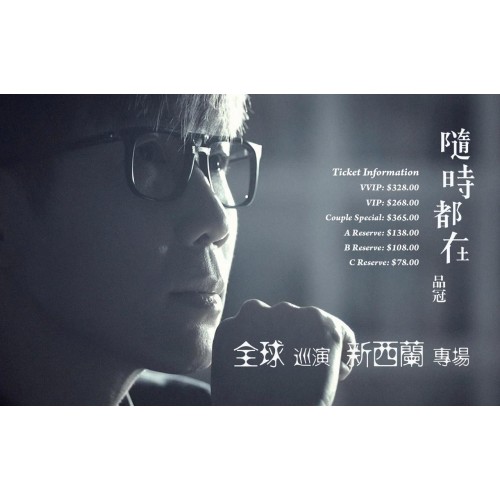 隨時都在
品冠
Ticket Information
VVIP: $328.00
VIP: $268.00
Couple Special: $365.00
A Reserve: $138.00
B Reserve: $108.00
C Reserve: $78.00
全球 巡演 新西蘭 專場